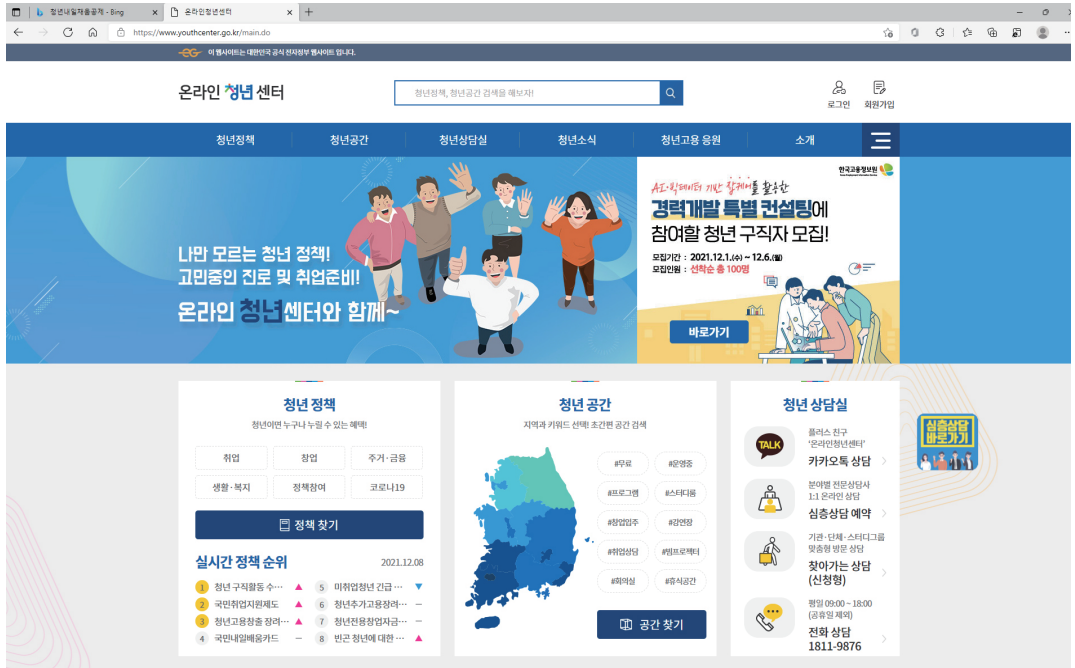 청년내일채움공제 - Bing
온라인청년센터
https://www.youthcenter.go.kr/main.do
이 웹사이트는 대한민국 공식 전자정부 웹사이트 입니다.
온라인 청년 센터
청년정책, 청년공간 검색을 해보자!
로그인 회원가입
청년정책 청년공간 청년상담실 청년소식 청년고용 응원 소개
나만 모르는 청년 정책!
고민중인 진로 및 취업준비!
온라인 청년센터와 함께~
한국고용정보원
AI·빅데이터 기반 잡케어를 활용한
경력개발 특별 컨설팅에
참여할 청년 구직자 모집!
모집기간 : 2021.12.1.(수) ~ 12.6.(월)
모집인원 : 선착순 총 100명
바로가기
청년 정책
청년이면 누구나 누릴 수 있는 혜택!
취업 창업 주거·금융
생활·복지 정책참여 코로나19
정책 찾기
실시간 정책 순위 2021.12.08
1 청년 구직활동 수… ▲ 5 미취업청년 긴급 … ▼
2 국민취업지원제도 ▲ 6 청년추가고용장려… –
3 청년고용창출 장려… ▲ 7 청년전용창업자금… –
4 국민내일배움카드 – 8 빈곤 청년에 대한 … ▲
청년 공간
지역과 키워드 선택! 초간편 공간 검색
#무료 #운영중
#프로그램 #스터디룸
#창업입주 #강연장
#취업상담 #빔프로젝터
#회의실 #휴식공간
공간 찾기
청년 상담실
TALK
플러스 친구
'온라인청년센터'
카카오톡 상담
분야별 전문상담사
1:1 온라인 상담
심층상담 예약
기관·단체·스터디그룹
맞춤형 방문 상담
찾아가는 상담
(신청형)
평일 09:00 ~ 18:00
(공휴일 제외)
전화 상담
1811-9876
심층상담
바로가기